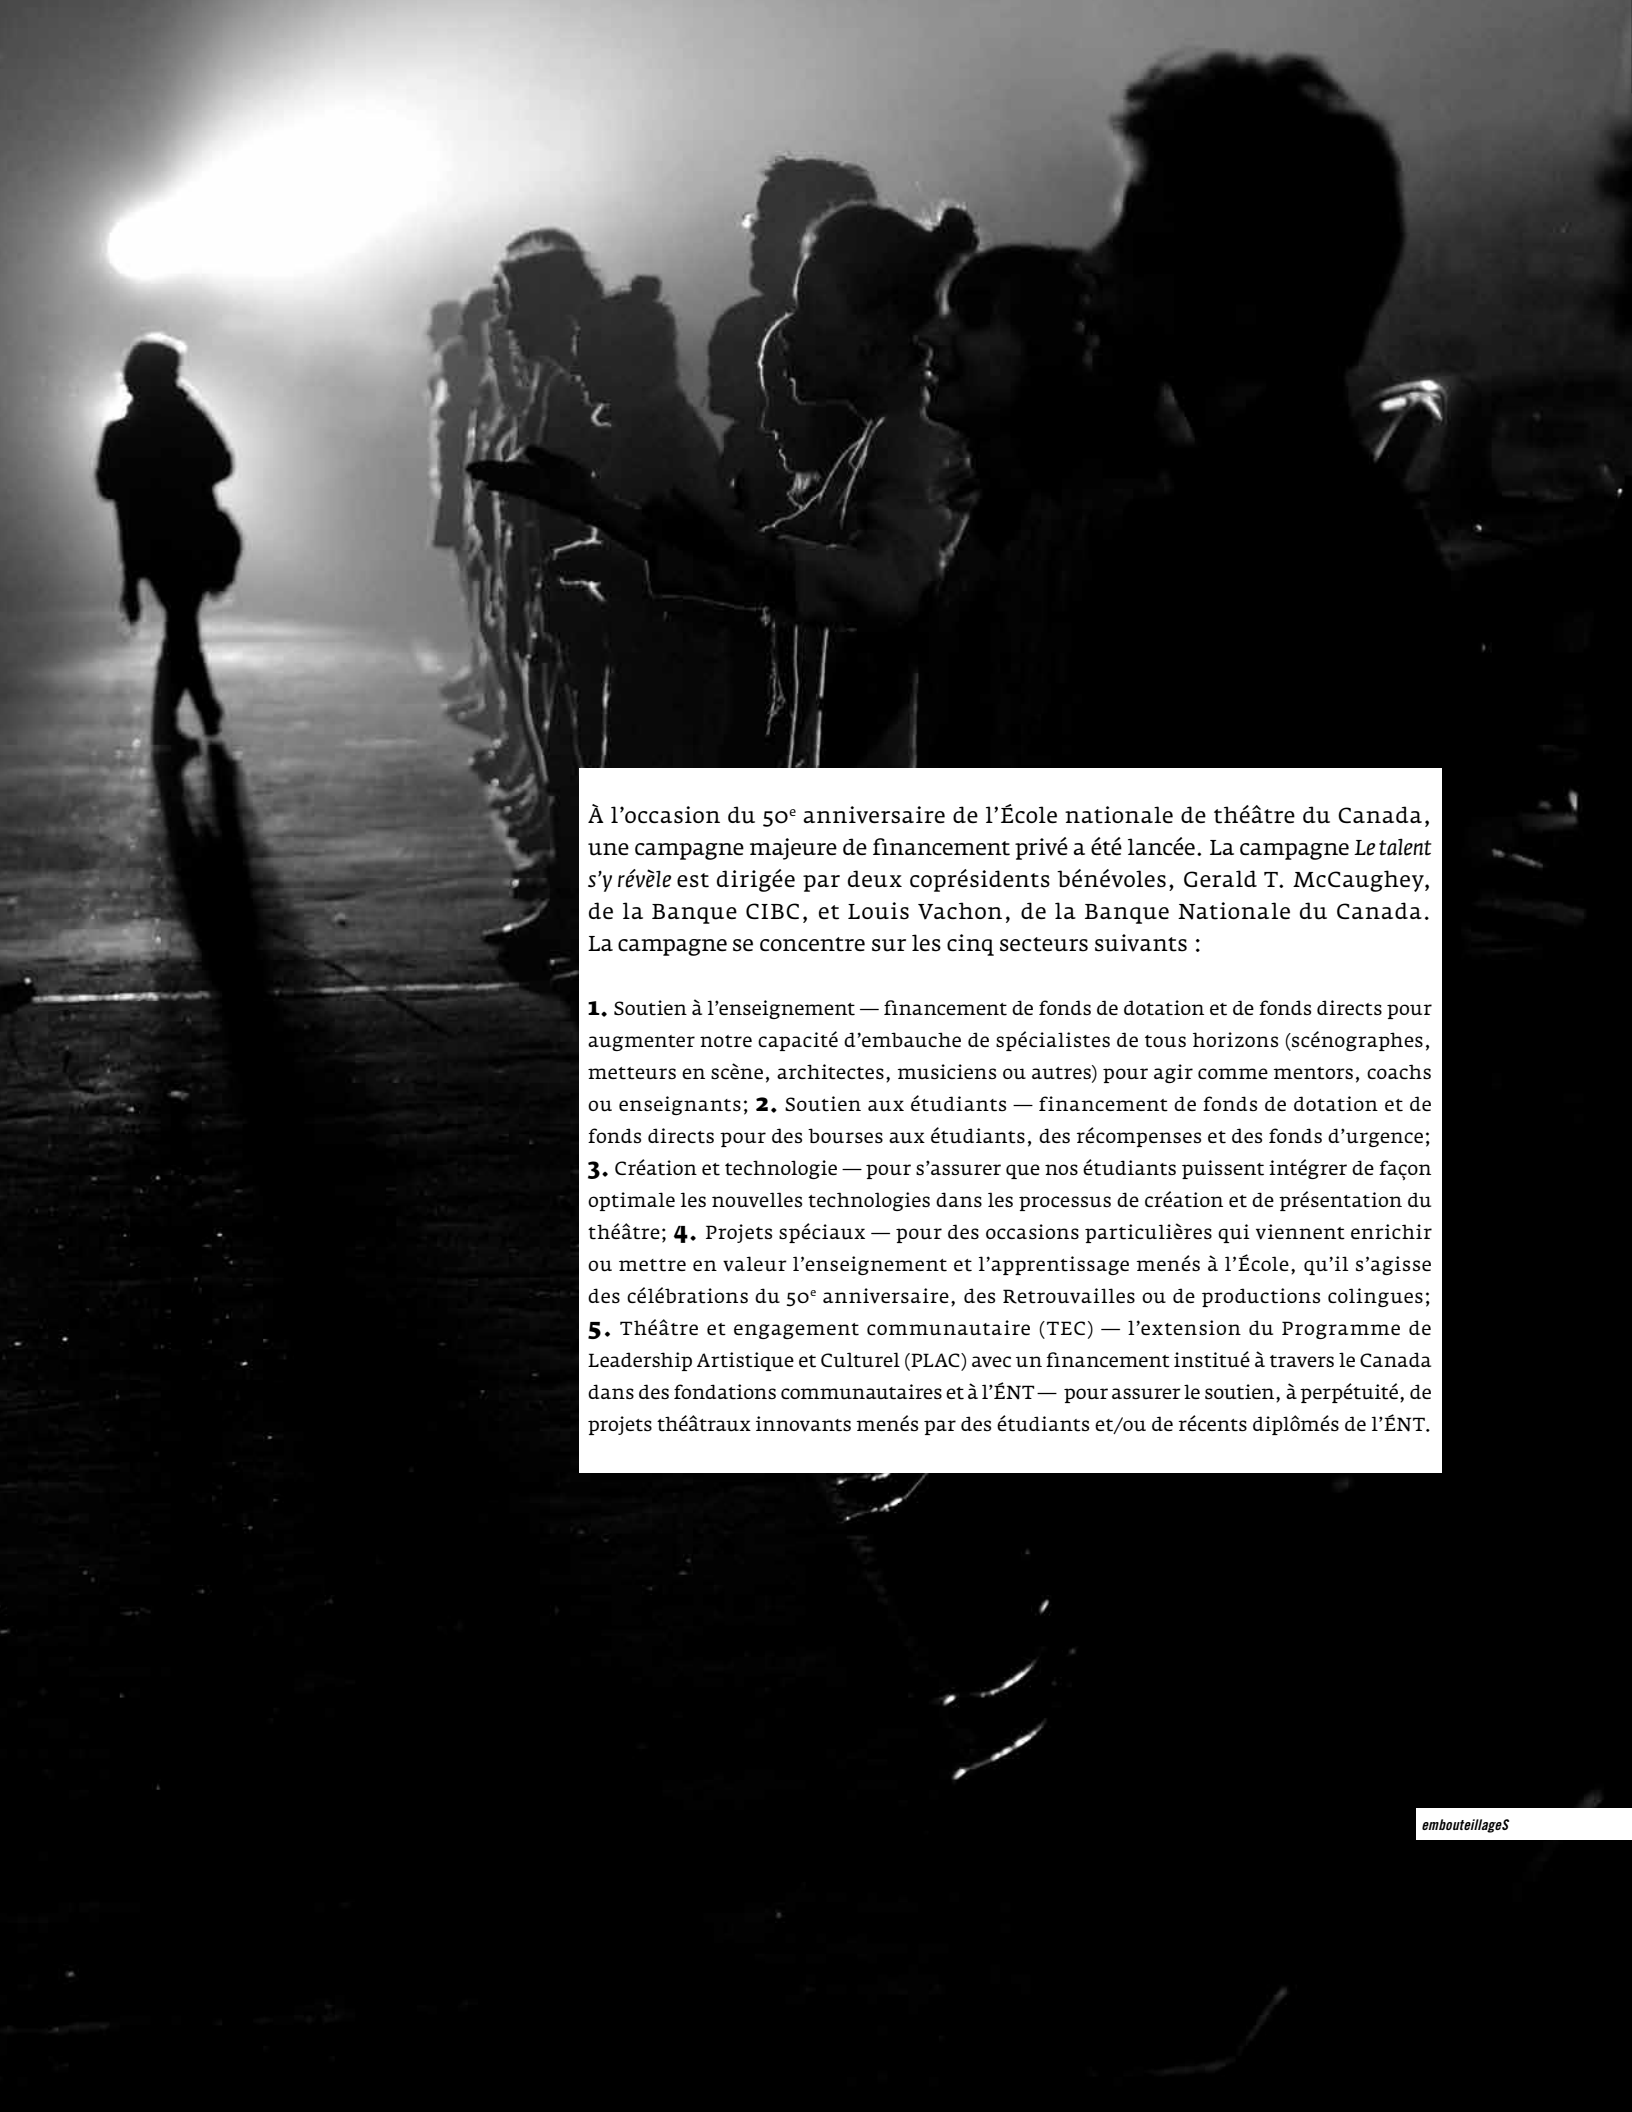 À l’occasion du 50e anniversaire de l’École nationale de théâtre du Canada,
une campagne majeure de financement privé a été lancée. La campagne Le talent
s’y révèle est dirigée par deux coprésidents bénévoles, Gerald T. McCaughey,
de la Banque CIBC, et Louis Vachon, de la Banque Nationale du Canada.
La campagne se concentre sur les cinq secteurs suivants :
1. Soutien à l’enseignement — financement de fonds de dotation et de fonds directs pour
augmenter notre capacité d’embauche de spécialistes de tous horizons (scénographes,
metteurs en scène, architectes, musiciens ou autres) pour agir comme mentors, coachs
ou enseignants; 2. Soutien aux étudiants — financement de fonds de dotation et de
fonds directs pour des bourses aux étudiants, des récompenses et des fonds d’urgence;
3. Création et technologie — pour s’assurer que nos étudiants puissent intégrer de façon
optimale les nouvelles technologies dans les processus de création et de présentation du
théâtre; 4. Projets spéciaux — pour des occasions particulières qui viennent enrichir
ou mettre en valeur l’enseignement et l’apprentissage menés à l’École, qu’il s’agisse
des célébrations du 50e anniversaire, des Retrouvailles ou de productions colingues;
5. Théâtre et engagement communautaire (TEC) — l’extension du Programme de
Leadership Artistique et Culturel (PLAC) avec un financement institué à travers le Canada
dans des fondations communautaires et à l’ÉNT — pour assurer le soutien, à perpétuité, de
projets théâtraux innovants menés par des étudiants et/ou de récents diplômés de l’ÉNT.
embouteillageS